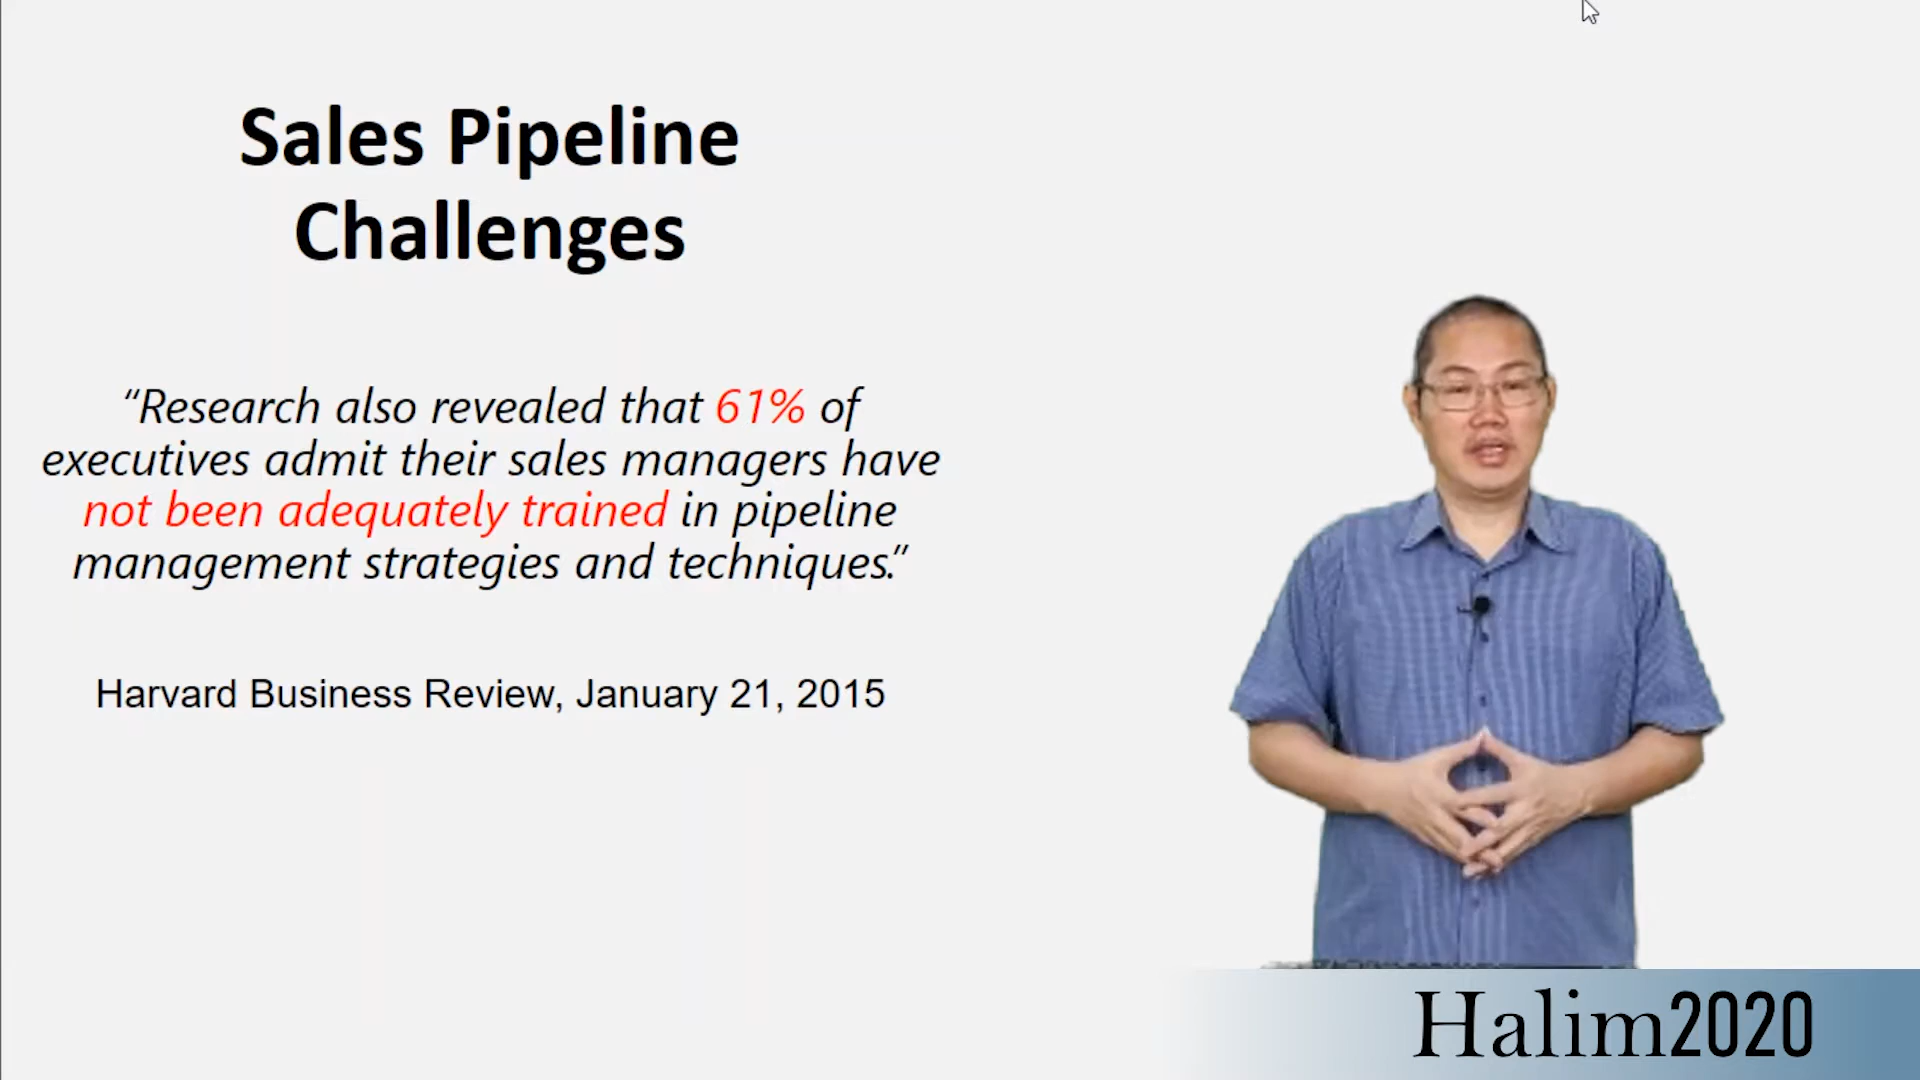 Sales Pipeline
Challenges
“Research also revealed that 61% of
executives admit their sales managers have
not been adequately trained in pipeline
management strategies and techniques.”
Harvard Business Review, January 21, 2015
Halim2020